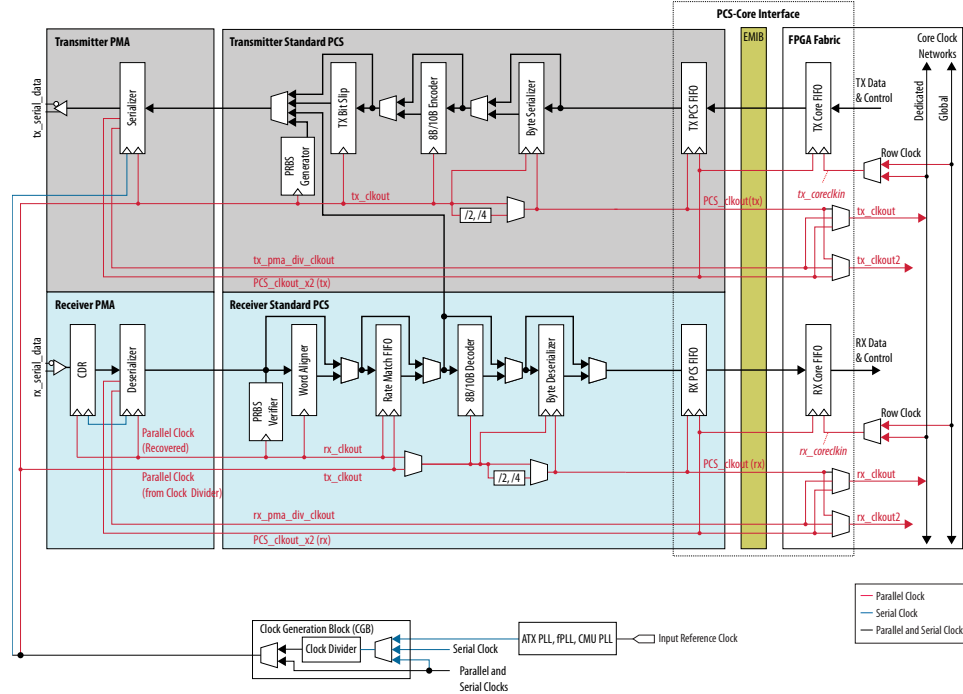 PCS-Core Interface
Transmitter PMA
Transmitter Standard PCS
EMIB
FPGA Fabric
Core Clock
Networks
tx_serial_data
Serializer
TX Bit Slip
8B/10B Encoder
Byte Serializer
TX PCS FIFO
TX Core FIFO
TX Data
& Control
Dedicated
Global
PRBS
Generator
Row Clock
tx_clkout
/2, /4
PCS_clkout(tx)
tx_coreclkin
tx_clkout
tx_pma_div_clkout
tx_clkout2
PCS_clkout_x2 (tx)
Receiver PMA
Receiver Standard PCS
rx_serial_data
CDR
Deserializer
Word Aligner
Rate Match FIFO
8B/10B Decoder
Byte Deserializer
RX PCS FIFO
RX Core FIFO
RX Data
& Control
PRBS
Verifier
Row Clock
Parallel Clock
(Recovered)
rx_clkout
rx_coreclkin
tx_clkout
PCS_clkout (rx)
Parallel Clock
(from Clock Divider)
/2, /4
rx_clkout
rx_pma_div_clkout
rx_clkout2
PCS_clkout_x2 (rx)
Parallel Clock
Serial Clock
Parallel and Serial Clock
Clock Generation Block (CGB)
Clock Divider
ATX PLL, fPLL, CMU PLL
Input Reference Clock
Serial Clock
Parallel and
Serial Clocks